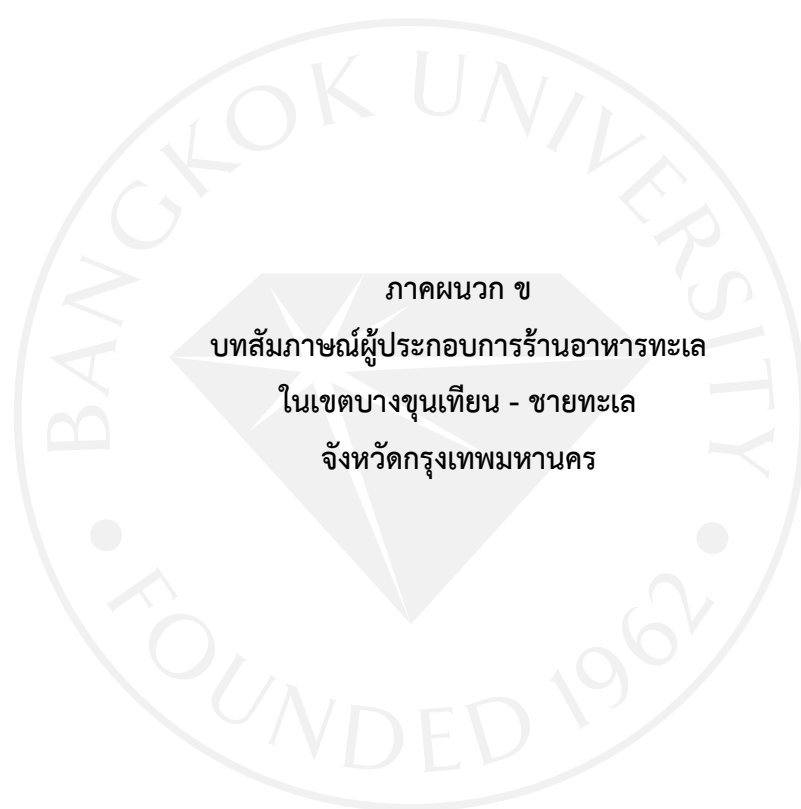 BANGKOK UNIVERSITY
ภาคผนวก ข
บทสัมภาษณ์ผู้ประกอบการร้านอาหารทะเล
ในเขตบางขุนเทียน - ชายทะเล
จังหวัดกรุงเทพมหานคร
FOUNDED 1962